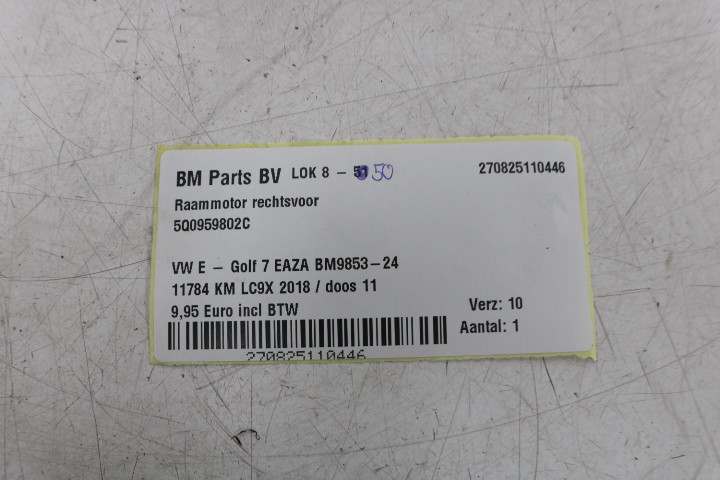 BM Parts BV LOK 8 - 50 270825110446
Raammotor rechtsvoor
5Q0959802C
VW E - Golf 7 EAZA BM9853-24
11784 KM LC9X 2018 / doos 11
9,95 Euro incl BTW
Verz: 10
Aantal: 1
270825110446